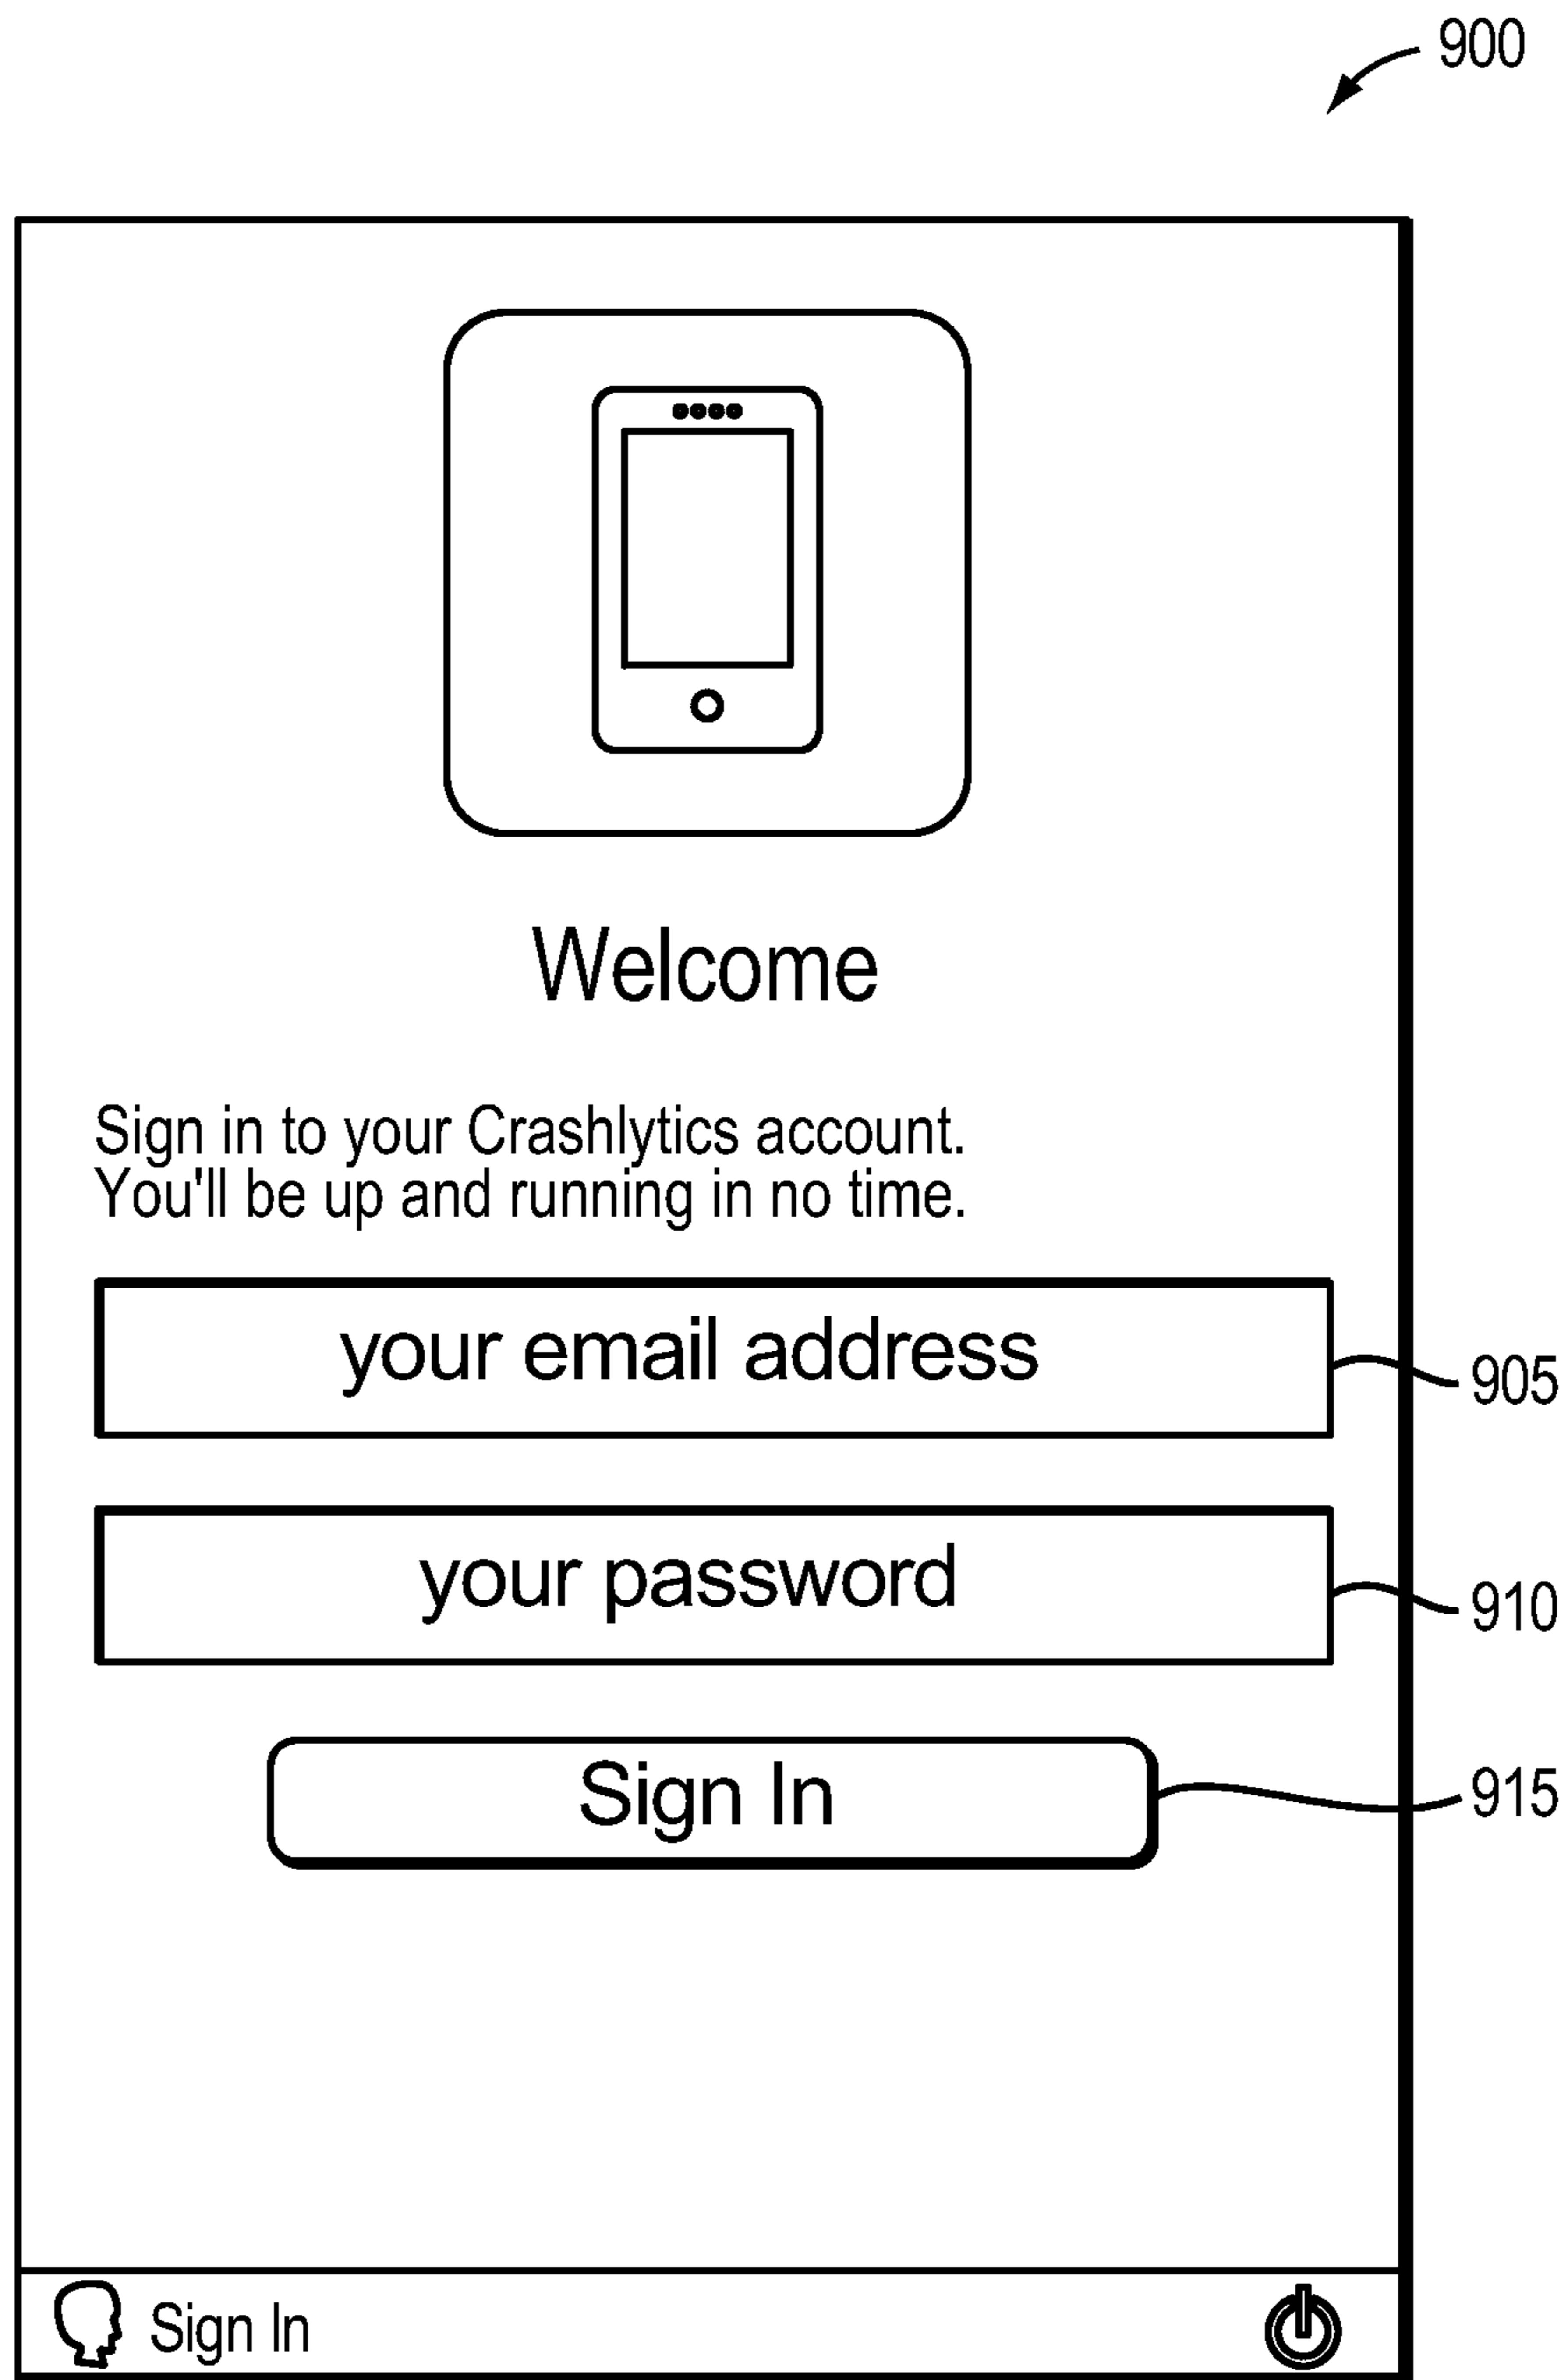 900
Welcome
Sign in to your Crashlytics account.
You'll be up and running in no time.
your email address
905
your password
910
Sign In
915
Sign In